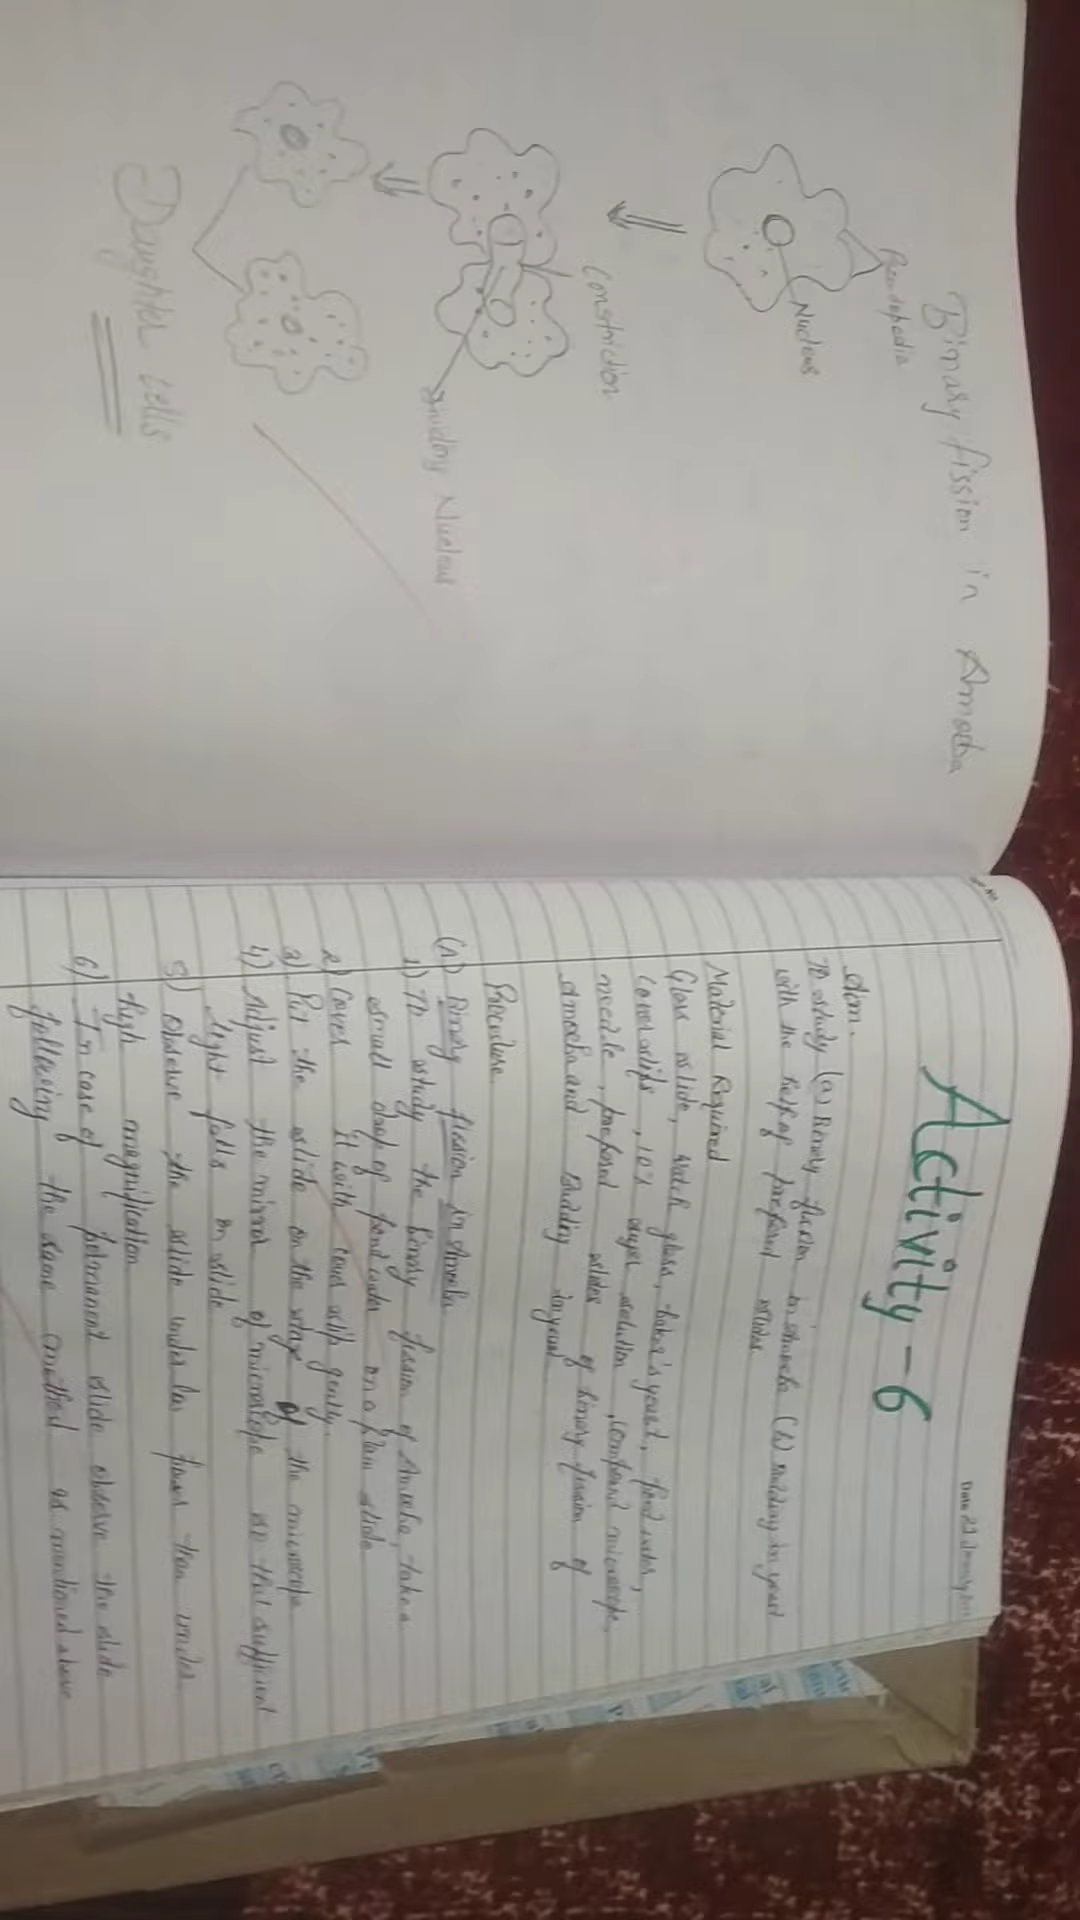 Binary fission in Amoeba
Pseudopodia
Nucleus
Constriction
Dividing Nucleus
Daughter Cells
Activity-6
Aim.
To study (a) Binary fission in Amoeba (b) Budding in yeast
with the help of prepared slides
Material Required
Glass slide, watch glass, baker's yeast, pond water,
cover slips, 10% sugar solution, compound microscope,
needle, prepared slides of binary fission of
Amoeba and Budding in yeast
Procedure
(A) Binary fission in Amoeba
1) To study the binary fission of Amoeba, take a
small drop of pond water on a plain slide
2) Cover it with cover slip gently.
3) Put the slide on the stage of the microscope
4) Adjust the mirror of microscope so that sufficient
light falls on slide
5) Observe the slide under low power then under
high magnification
6) In case of permanent slide observe the slide
following the same method as mentioned above